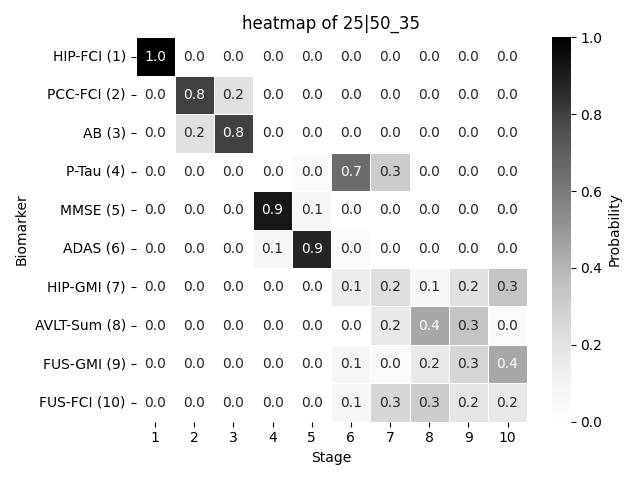 heatmap of 25|50_35
HIP-FCI (1) 1.0 0.0 0.0 0.0 0.0 0.0 0.0 0.0 0.0 0.0
PCC-FCI (2) 0.0 0.8 0.2 0.0 0.0 0.0 0.0 0.0 0.0 0.0
AB (3) 0.0 0.2 0.8 0.0 0.0 0.0 0.0 0.0 0.0 0.0
P-Tau (4) 0.0 0.0 0.0 0.0 0.0 0.7 0.3 0.0 0.0 0.0
MMSE (5) 0.0 0.0 0.0 0.9 0.1 0.0 0.0 0.0 0.0 0.0
ADAS (6) 0.0 0.0 0.0 0.1 0.9 0.0 0.0 0.0 0.0 0.0
HIP-GMI (7) 0.0 0.0 0.0 0.0 0.0 0.1 0.2 0.1 0.2 0.3
AVLT-Sum (8) 0.0 0.0 0.0 0.0 0.0 0.0 0.2 0.4 0.3 0.0
FUS-GMI (9) 0.0 0.0 0.0 0.0 0.0 0.1 0.0 0.2 0.3 0.4
FUS-FCI (10) 0.0 0.0 0.0 0.0 0.0 0.1 0.3 0.3 0.2 0.2
1 2 3 4 5 6 7 8 9 10
Stage
Biomarker
1.0
0.8
0.6
0.4
0.2
0.0
Probability